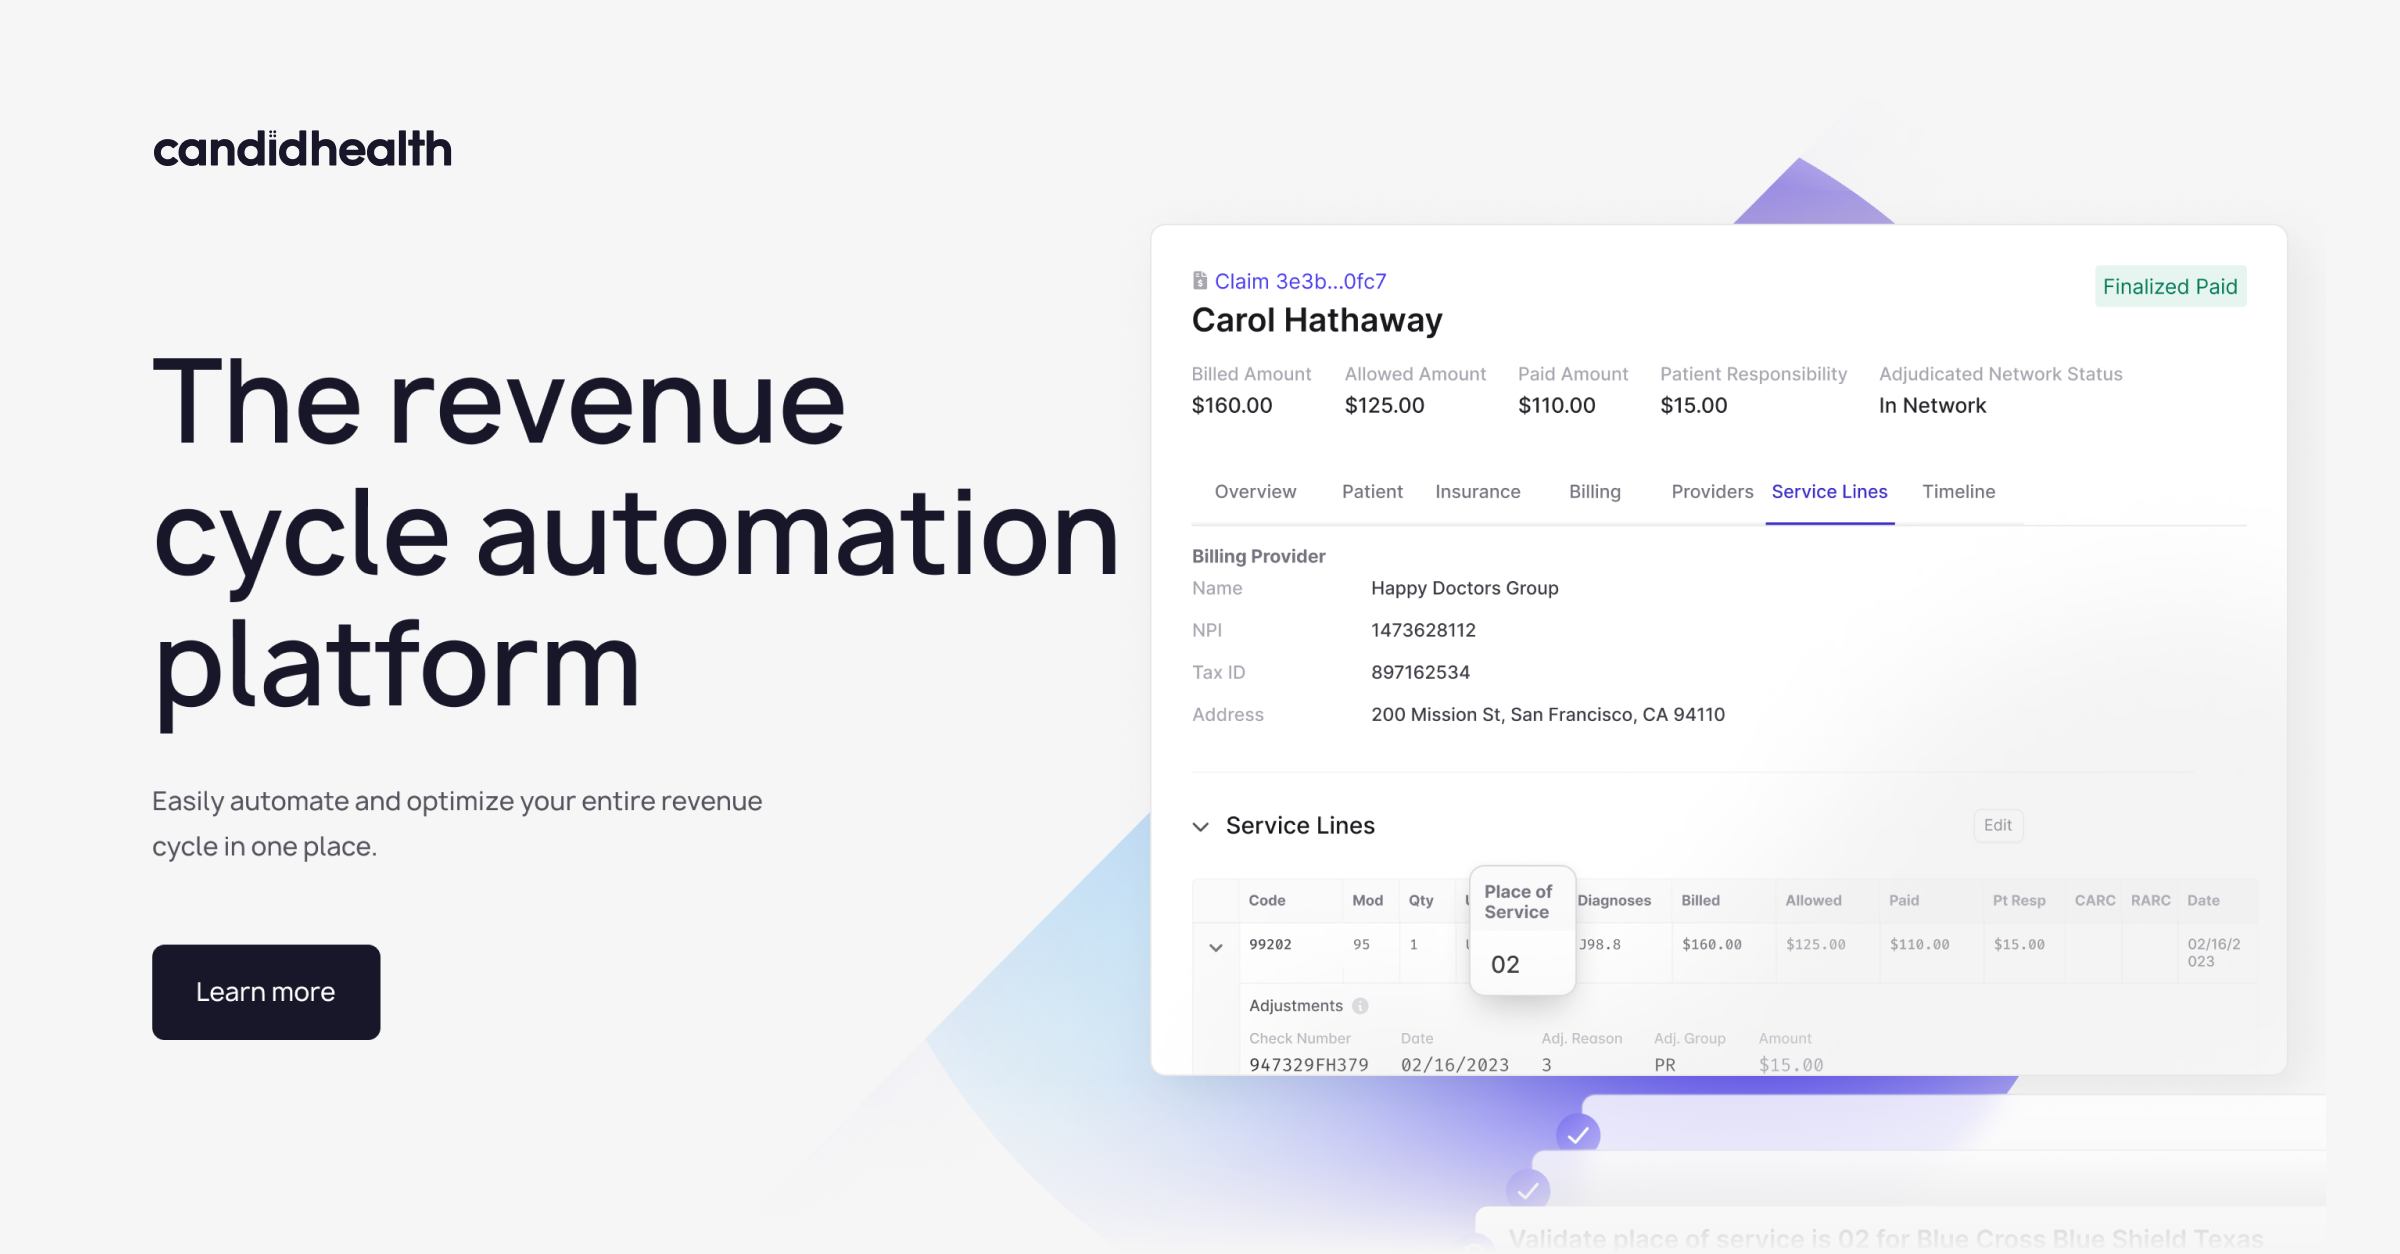 candidhealth
The revenue
cycle automation
platform
Easily automate and optimize your entire revenue
cycle in one place.
Learn more
Claim 3e3b...0fc7
Finalized Paid
Carol Hathaway
Billed Amount Allowed Amount Paid Amount Patient Responsibility Adjudicated Network Status
$160.00 $125.00 $110.00 $15.00 In Network
Overview Patient Insurance Billing Providers Service Lines Timeline
Billing Provider
Name Happy Doctors Group
NPI 1473628112
Tax ID 897162534
Address 200 Mission St, San Francisco, CA 94110
Service Lines Edit
Code Mod Qty Place of Service Diagnoses Billed Allowed Paid Pt Resp CARC RARC Date
99202 95 1 02 J98.8 $160.00 $125.00 $110.00 $15.00 02/16/2
023
Adjustments
Check Number Date Adj. Reason Adj. Group Amount
947329FH379 02/16/2023 3 PR $15.00
Validate place of service is 02 for Blue Cross Blue Shield Texas